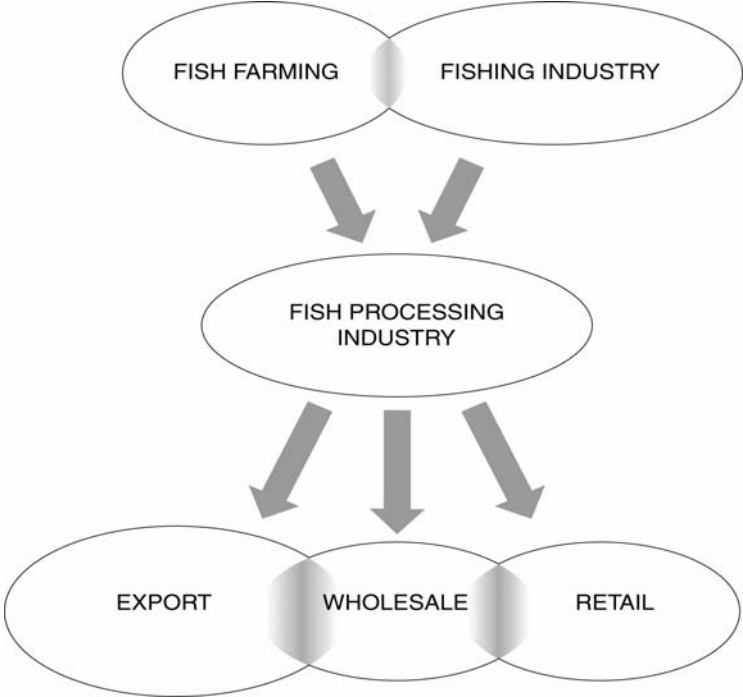 FISH FARMING
FISHING INDUSTRY
FISH PROCESSING
INDUSTRY
EXPORT
WHOLESALE
RETAIL